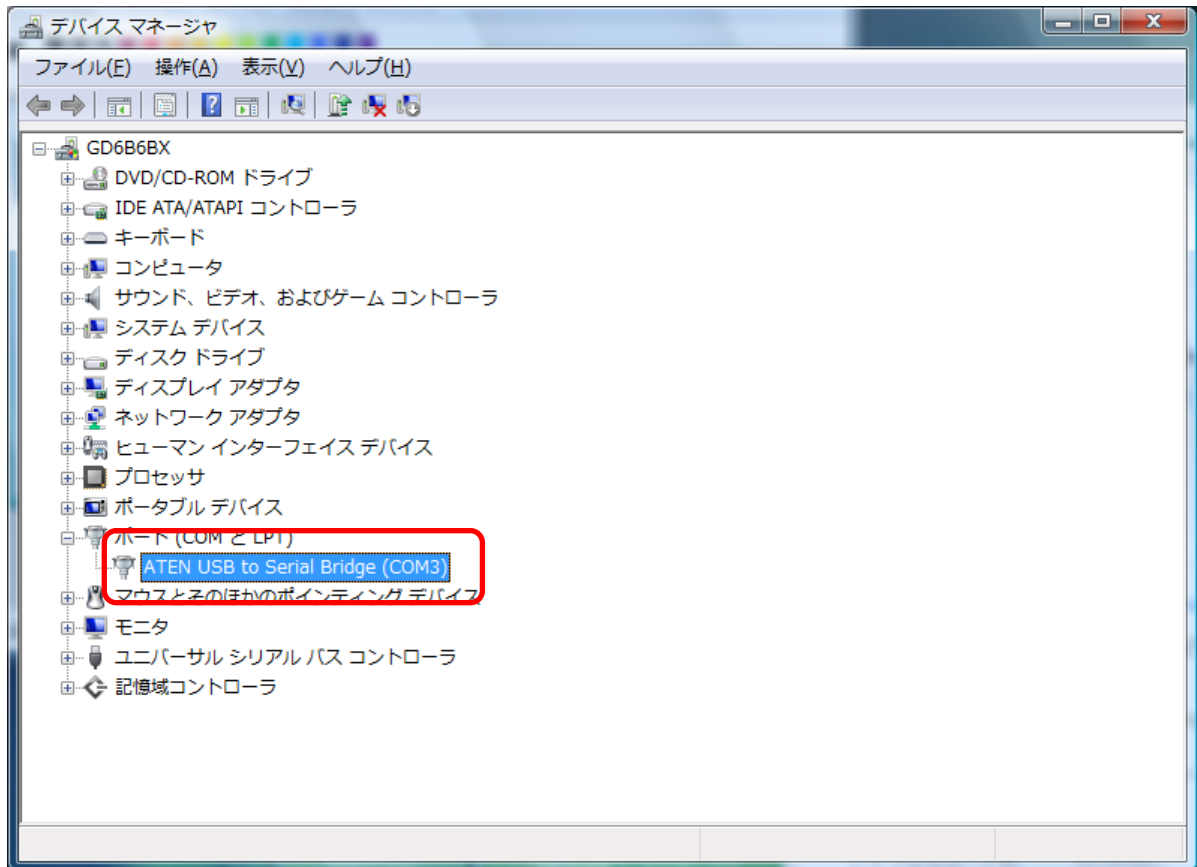 デバイス マネージャ
ファイル(F) 操作(A) 表示(V) ヘルプ(H)
GD6B6BX
DVD/CD-ROM ドライブ
IDE ATA/ATAPI コントローラ
キーボード
コンピュータ
サウンド、ビデオ、およびゲーム コントローラ
システム デバイス
ディスク ドライブ
ディスプレイ アダプタ
ネットワーク アダプタ
ヒューマン インターフェイス デバイス
プロセッサ
ポータブル デバイス
ポート (COM と LPT)
ATEN USB to Serial Bridge (COM3)
マウスとそのほかのポインティング デバイス
モニタ
ユニバーサル シリアル バス コントローラ
記憶域コントローラ